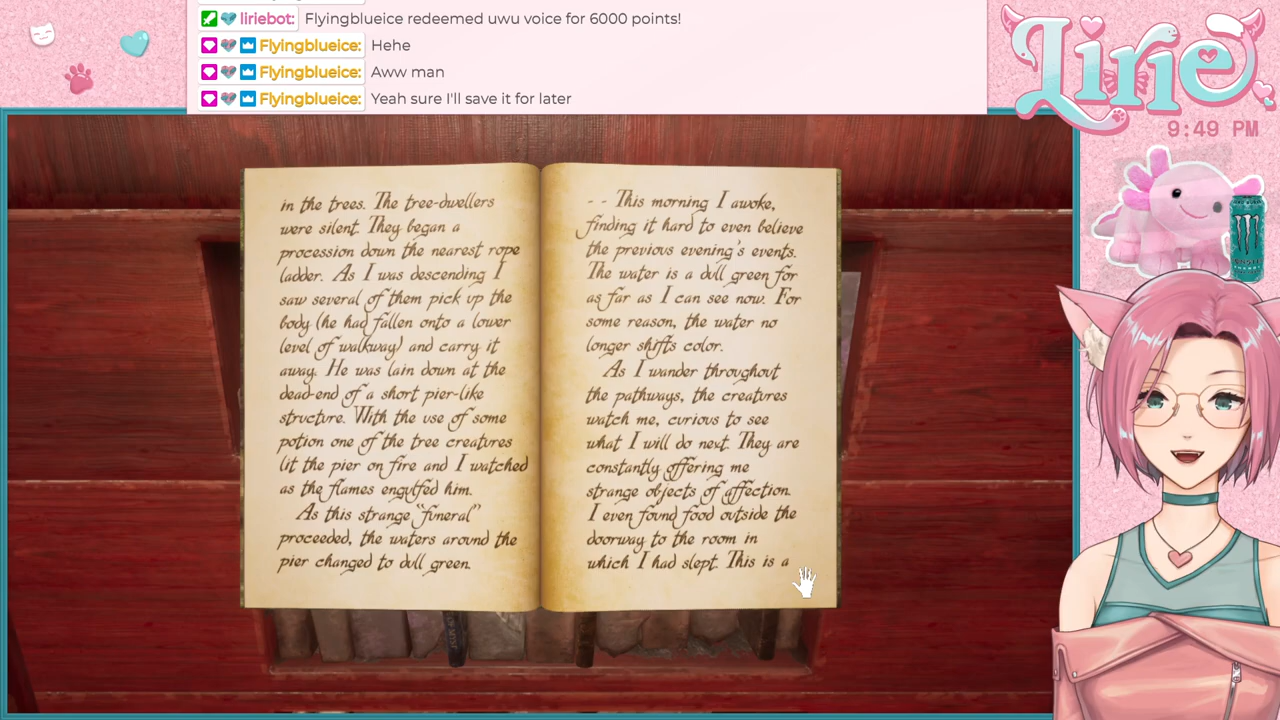 liriebot: Flyingblueice redeemed uwu voice for 6000 points!
Flyingblueice: Hehe
Flyingblueice: Aww man
Flyingblueice: Yeah sure I'll save it for later
Lirie
9:49 PM
in the trees. The tree-dwellers
were silent. They began a
procession down the nearest rope
ladder. As I was descending I
saw several of them pick up the
body (he had fallen onto a lower
level of walkway) and carry it
away. He was lain down at the
dead-end of a short pier-like
structure. With the use of some
potion one of the tree creatures
lit the pier on fire and I watched
as the flames engulfed him.
As this strange "funeral"
proceeded, the waters around the
pier changed to dull green.
- - This morning I awoke,
finding it hard to even believe
the previous evening's events.
The water is a dull green for
as far as I can see now. For
some reason, the water no
longer shifts color.
As I wander throughout
the pathways, the creatures
watch me, curious to see
what I will do next. They are
constantly offering me
strange objects of affection.
I even found food outside the
doorway to the room in
which I had slept. This is a